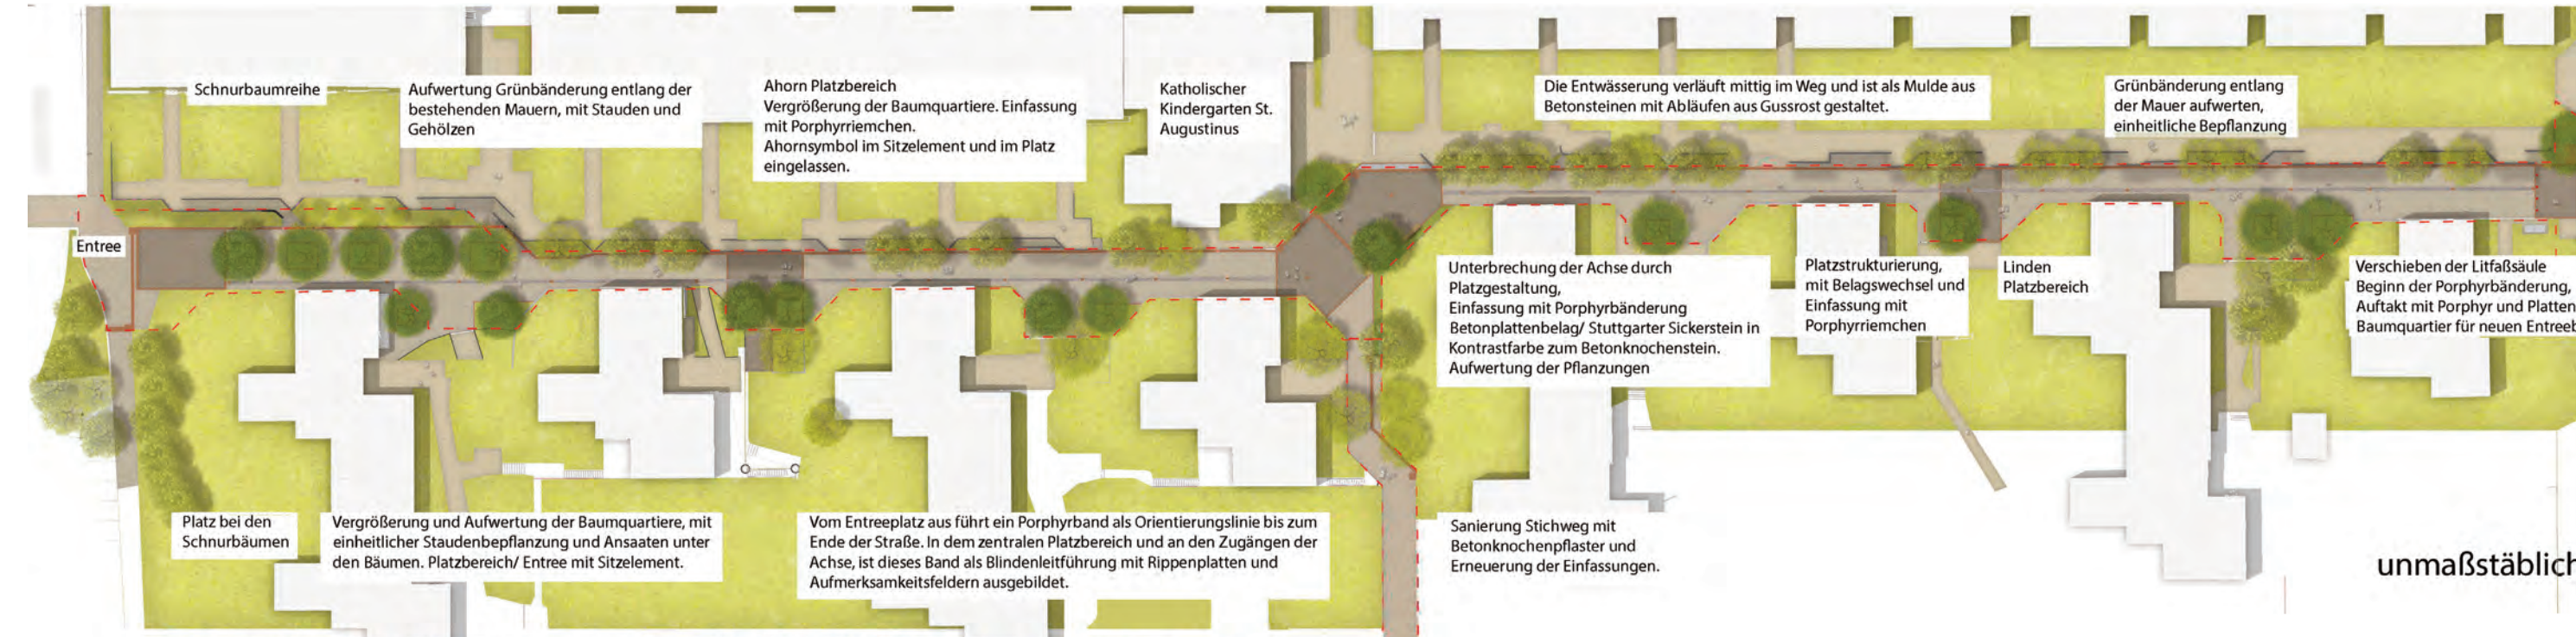 Schnurbaumreihe
Aufwertung Grünbänderung entlang der
bestehenden Mauern, mit Stauden und
Gehölzen
Ahorn Platzbereich
Vergrößerung der Baumquartiere. Einfassung
mit Porphyrriemchen.
Ahornsymbol im Sitzelement und im Platz
eingelassen.
Katholischer
Kindergarten St.
Augustinus
Die Entwässerung verläuft mittig im Weg und ist als Mulde aus
Betonsteinen mit Abläufen aus Gussrost gestaltet.
Grünbänderung entlang
der Mauer aufwerten,
einheitliche Bepflanzung
Entree
Unterbrechung der Achse durch
Platzgestaltung,
Einfassung mit Porphyrbänderung
Betonplattenbelag/ Stuttgarter Sickerstein in
Kontrastfarbe zum Betonknochenstein.
Aufwertung der Pflanzungen
Platzstrukturierung,
mit Belagswechsel und
Einfassung mit
Porphyrriemchen
Linden
Platzbereich
Verschieben der Litfaßsäule
Beginn der Porphyrbänderung,
Auftakt mit Porphyr und Platten
Baumquartier für neuen
Platz bei den
Schnurbäumen
Vergrößerung und Aufwertung der Baumquartiere, mit
einheitlicher Staudenbepflanzung und Ansaaten unter
den Bäumen. Platzbereich/ Entree mit Sitzelement.
Vom Entreeplatz aus führt ein Porphyrband als Orientierungslinie bis zum
Ende der Straße. In dem zentralen Platzbereich und an den Zugängen der
Achse, ist dieses Band als Blindenleitführung mit Rippenplatten und
Aufmerksamkeitsfeldern ausgebildet.
Sanierung Stichweg mit
Betonknochenpflaster und
Erneuerung der Einfassungen.
unmaßstäblich